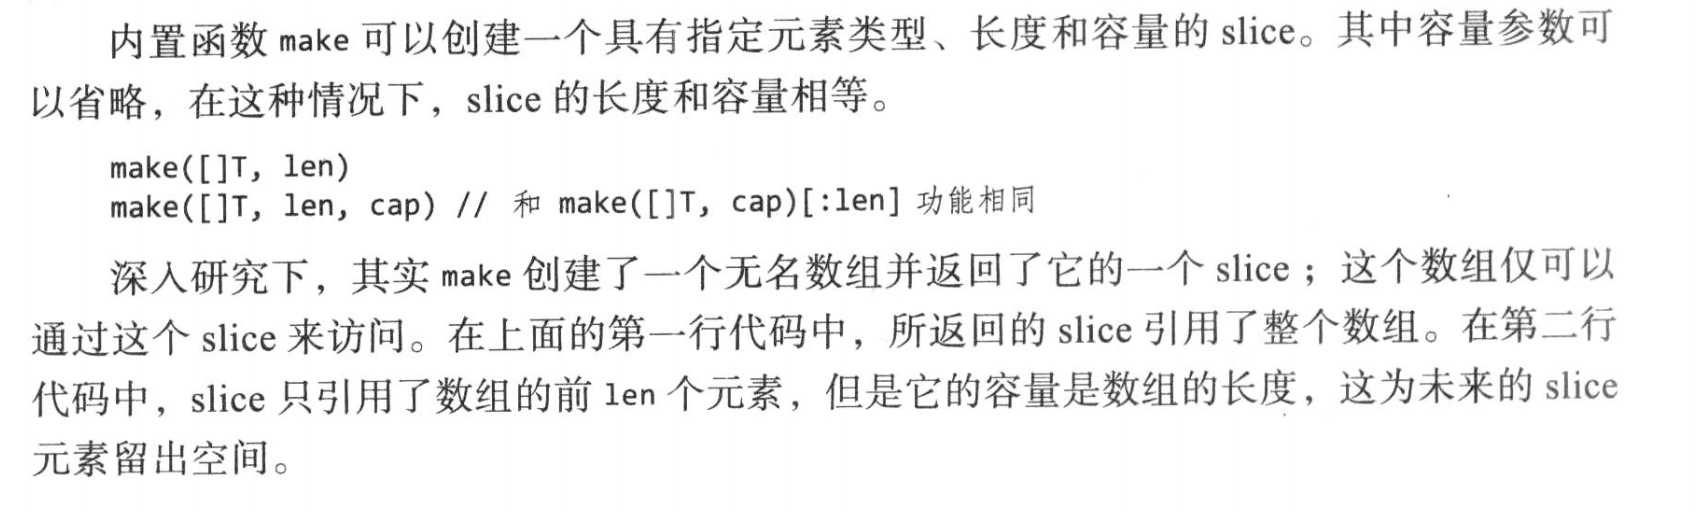 内置函数 make 可以创建一个具有指定元素类型、长度和容量的 slice。其中容量参数可
以省略，在这种情况下，slice 的长度和容量相等。
make([]T, len)
make([]T, len, cap) // 和 make([]T, cap)[:len] 功能相同
深入研究下，其实 make 创建了一个无名数组并返回了它的一个 slice；这个数组仅可以
通过这个 slice 来访问。在上面的第一行代码中，所返回的 slice 引用了整个数组。在第二行
代码中，slice 只引用了数组的前 len 个元素，但是它的容量是数组的长度，这为未来的 slice
元素留出空间。